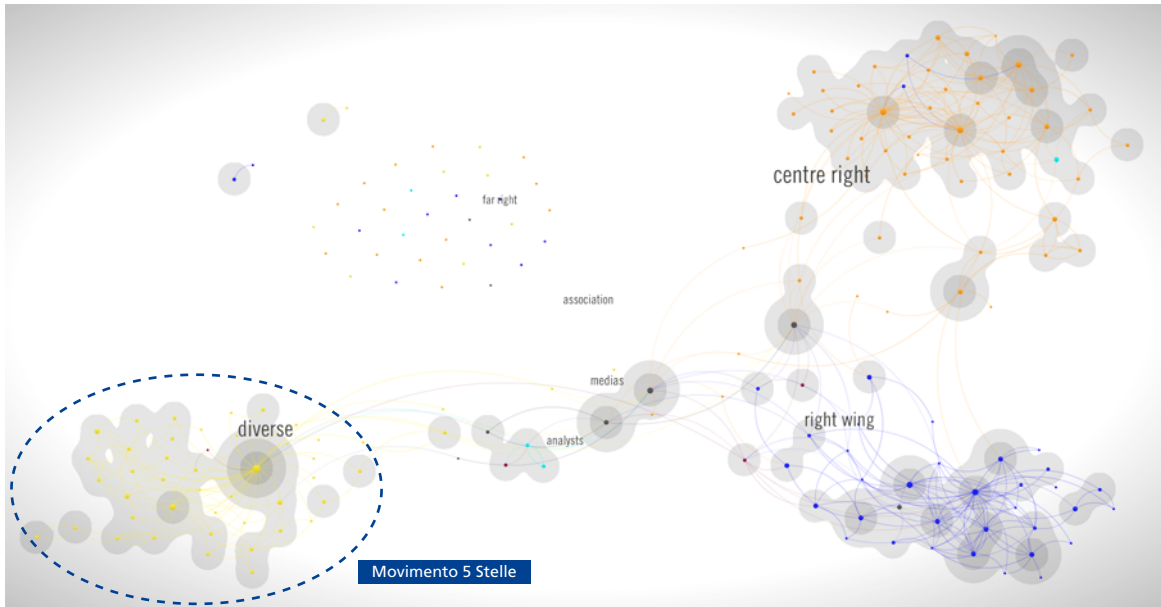 centre right
far right
association
medias
right wing
diverse
analysts
Movimento 5 Stelle